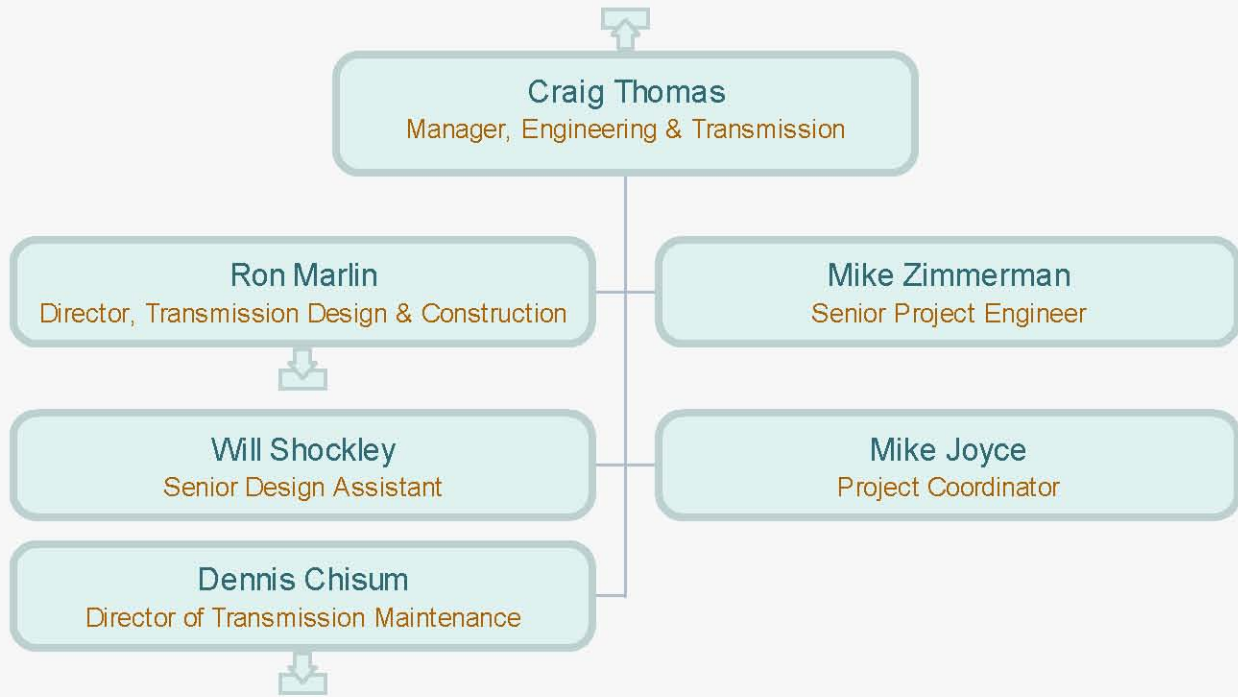 Craig Thomas
Manager, Engineering & Transmission
Ron Marlin
Director, Transmission Design & Construction
Mike Zimmerman
Senior Project Engineer
Will Shockley
Senior Design Assistant
Mike Joyce
Project Coordinator
Dennis Chisum
Director of Transmission Maintenance